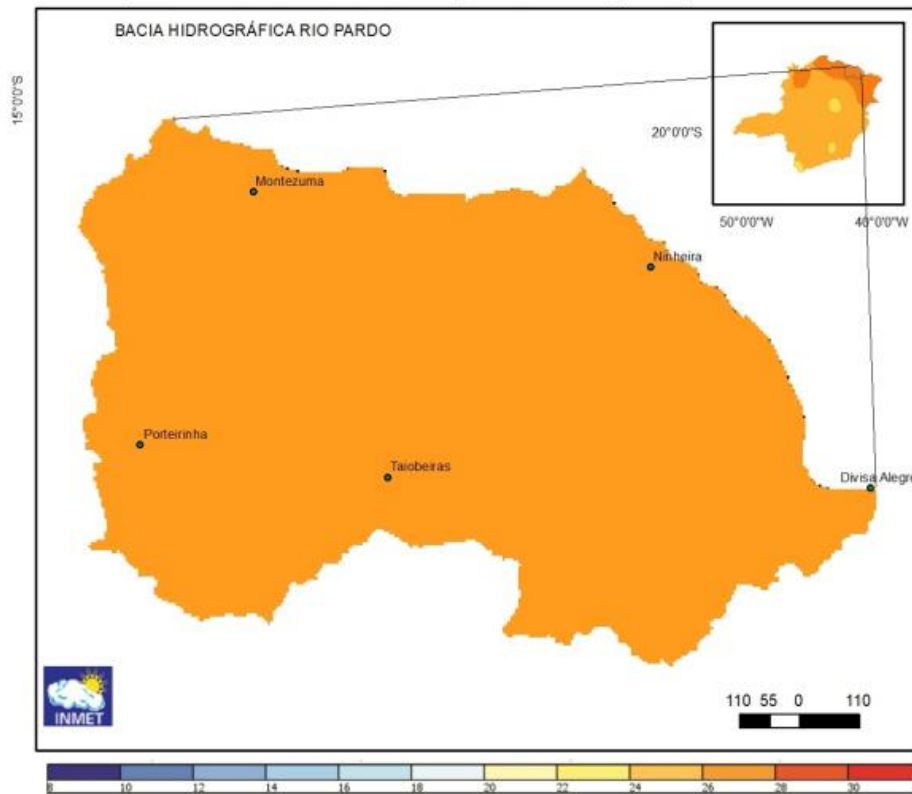 BACIA HIDROGRÁFICA RIO PARDO
15°0'0"S
20°0'0"S
50°0'0"W 40°0'0"W
Montezuma
Ninheira
Porteirinha
Taiobeiras
Divisa Alegre
INMET
110 55 0 110
8 10 12 14 16 18 20 22 24 26 28 30